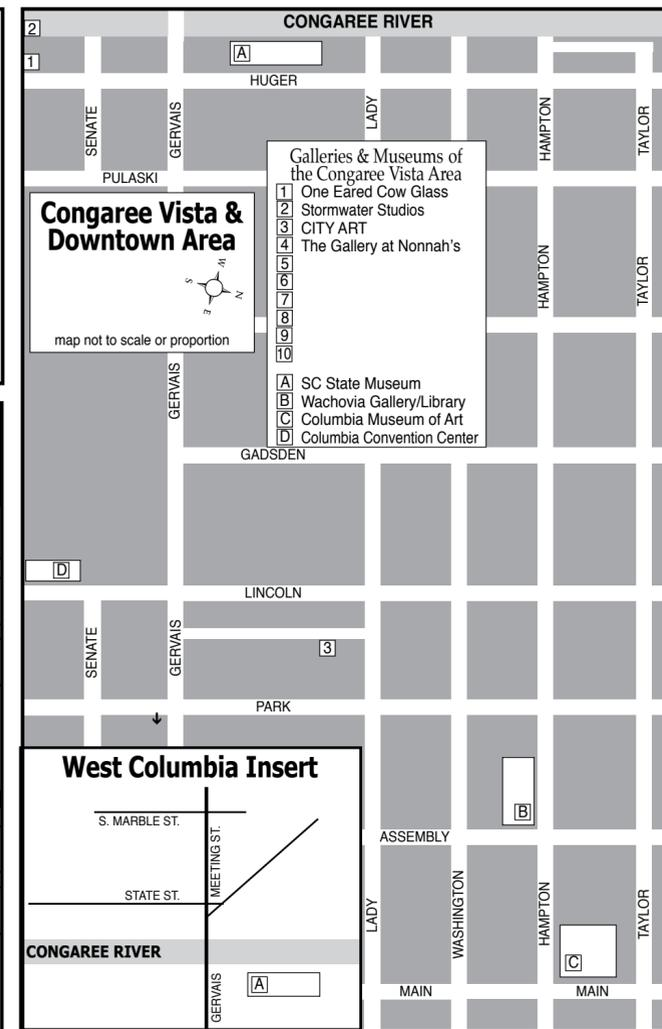 CONGAREE RIVER
2
1
A
HUGER
SENATE
GERVAIS
LADY
HAMPTON
TAYLOR
PULASKI
Galleries & Museums of
the Congaree Vista Area
1 One Eared Cow Glass
2 Stormwater Studios
3 CITY ART
4 The Gallery at Nonnah's
5
6
7
8
9
10
A SC State Museum
B Wachovia Gallery/Library
C Columbia Museum of Art
D Columbia Convention Center
Congaree Vista &
Downtown Area
W
S
N
E
map not to scale or proportion
HAMPTON
TAYLOR
GERVAIS
GADSDEN
D
LINCOLN
SENATE
GERVAIS
3
PARK
West Columbia Insert
S. MARBLE ST.
MEETING ST.
STATE ST.
CONGAREE RIVER
GERVAIS
A
B
ASSEMBLY
LADY
WASHINGTON
HAMPTON
TAYLOR
C
MAIN
MAIN